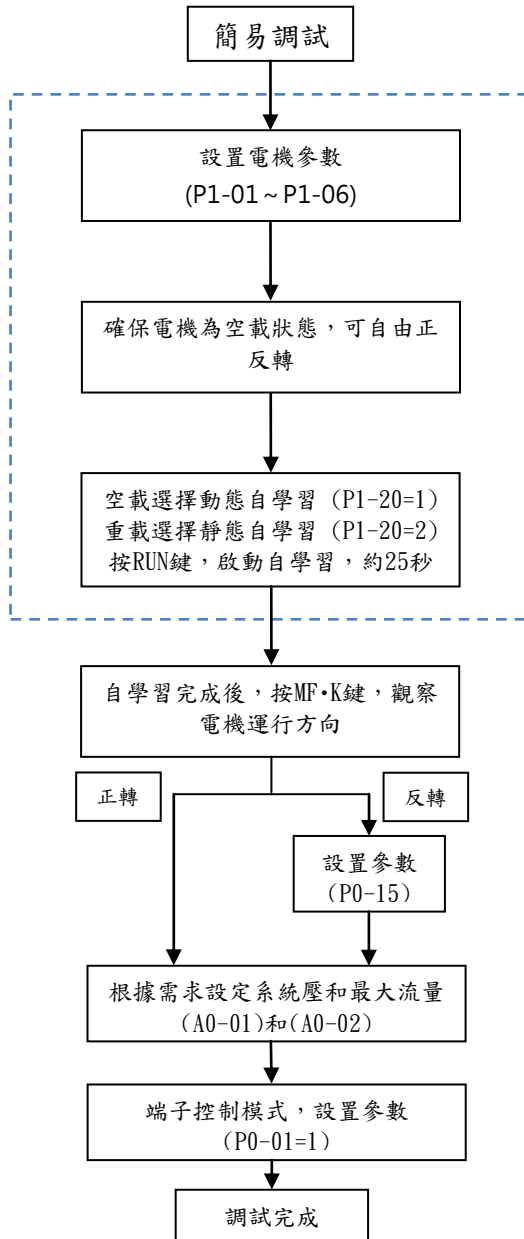 簡易調試
設置電機參數
(P1-01～P1-06)
確保電機為空載狀態，可自由正
反轉
空載選擇動態自學習 (P1-20=1)
重載選擇靜態自學習 (P1-20=2)
按RUN鍵，啟動自學習，約25秒
自學習完成後，按MF·K鍵，觀察
電機運行方向
正轉
反轉
設置參數
(P0-15)
根據需求設定系統壓和最大流量
(A0-01)和(A0-02)
端子控制模式，設置參數
(P0-01=1)
調試完成